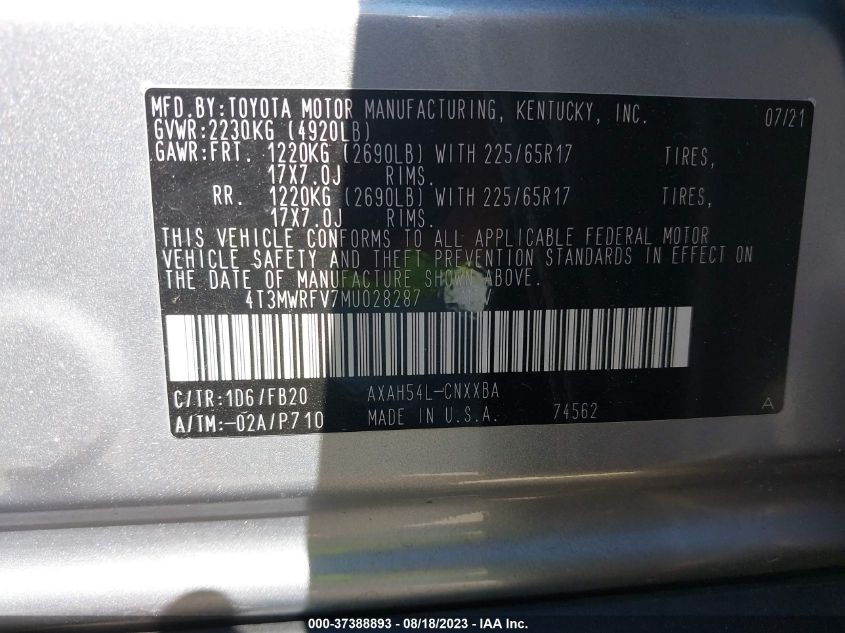 MFD.BY:TOYOTA MOTOR MANUFACTURING, KENTUCKY, INC. 07/21
GVWR:2230KG (4920LB)
GAWR:FRT. 1220KG (2690LB) WITH 225/65R17 TIRES,
17X7.0J RIMS.
RR. 1220KG (2690LB) WITH 225/65R17 TIRES,
17X7.0J RIMS.
THIS VEHICLE CONFORMS TO ALL APPLICABLE FEDERAL MOTOR
VEHICLE SAFETY AND THEFT PREVENTION STANDARDS IN EFFECT ON
THE DATE OF MANUFACTURE SHOWN ABOVE.
4T3MWRFV7MU028287
C/TR:1D6/FB20 AXAH54L-CNXXBA
A/TM:-02A/P710 MADE IN U.S.A. 74562 A
000-37388893 - 08/18/2023 - IAA Inc.